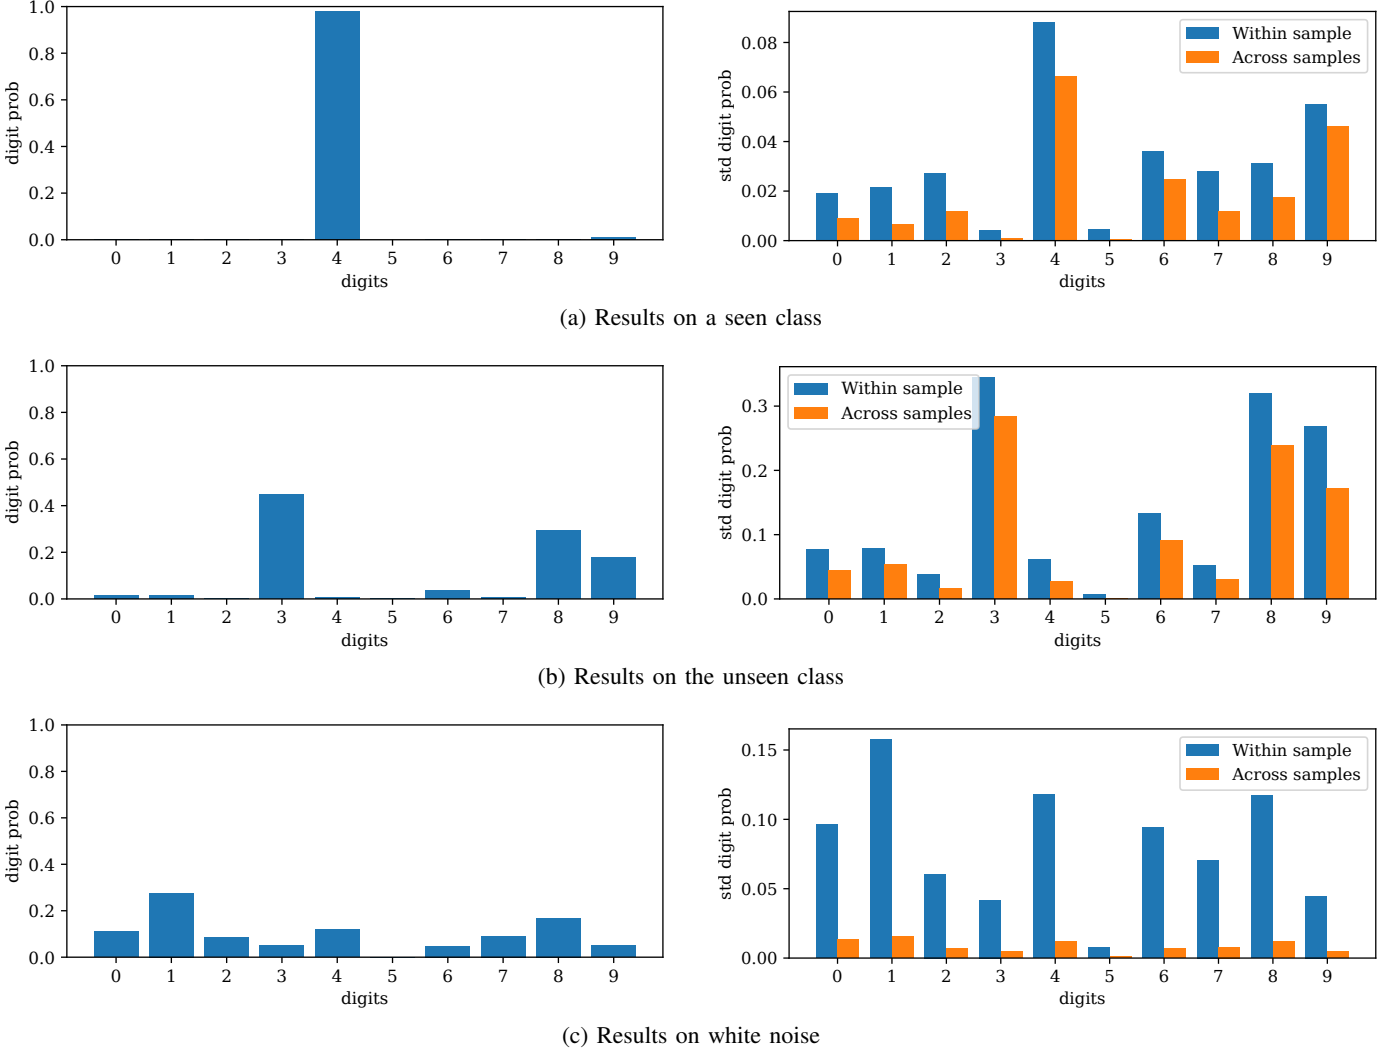 1.0
0.8
0.6
0.4
0.2
0.0
digit prob
0 1 2 3 4 5 6 7 8 9
digits
0.08
0.06
0.04
0.02
0.00
std digit prob
Within sample
Across samples
0 1 2 3 4 5 6 7 8 9
digits
(a) Results on a seen class
1.0
0.8
0.6
0.4
0.2
0.0
digit prob
0 1 2 3 4 5 6 7 8 9
digits
0.3
0.2
0.1
0.0
std digit prob
Within sample
Across samples
0 1 2 3 4 5 6 7 8 9
digits
(b) Results on the unseen class
1.0
0.8
0.6
0.4
0.2
0.0
digit prob
0 1 2 3 4 5 6 7 8 9
digits
0.15
0.10
0.05
0.00
std digit prob
Within sample
Across samples
0 1 2 3 4 5 6 7 8 9
digits
(c) Results on white noise